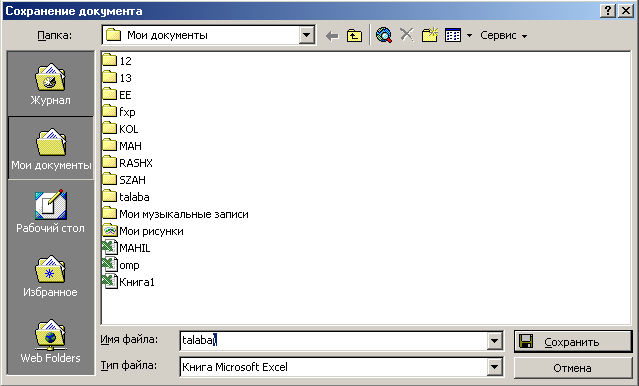 Сохранение документа
Папка: Мои документы Сервис
Журнал
Мои документы
Рабочий стол
Избранное
Web Folders
12
13
EE
fxp
KOL
MAH
RASHX
SZAH
talaba
Мои музыкальные записи
Мои рисунки
MAHIL
omp
Книга1
Имя файла: talaba\ Сохранить
Тип файла: Книга Microsoft Excel Отмена